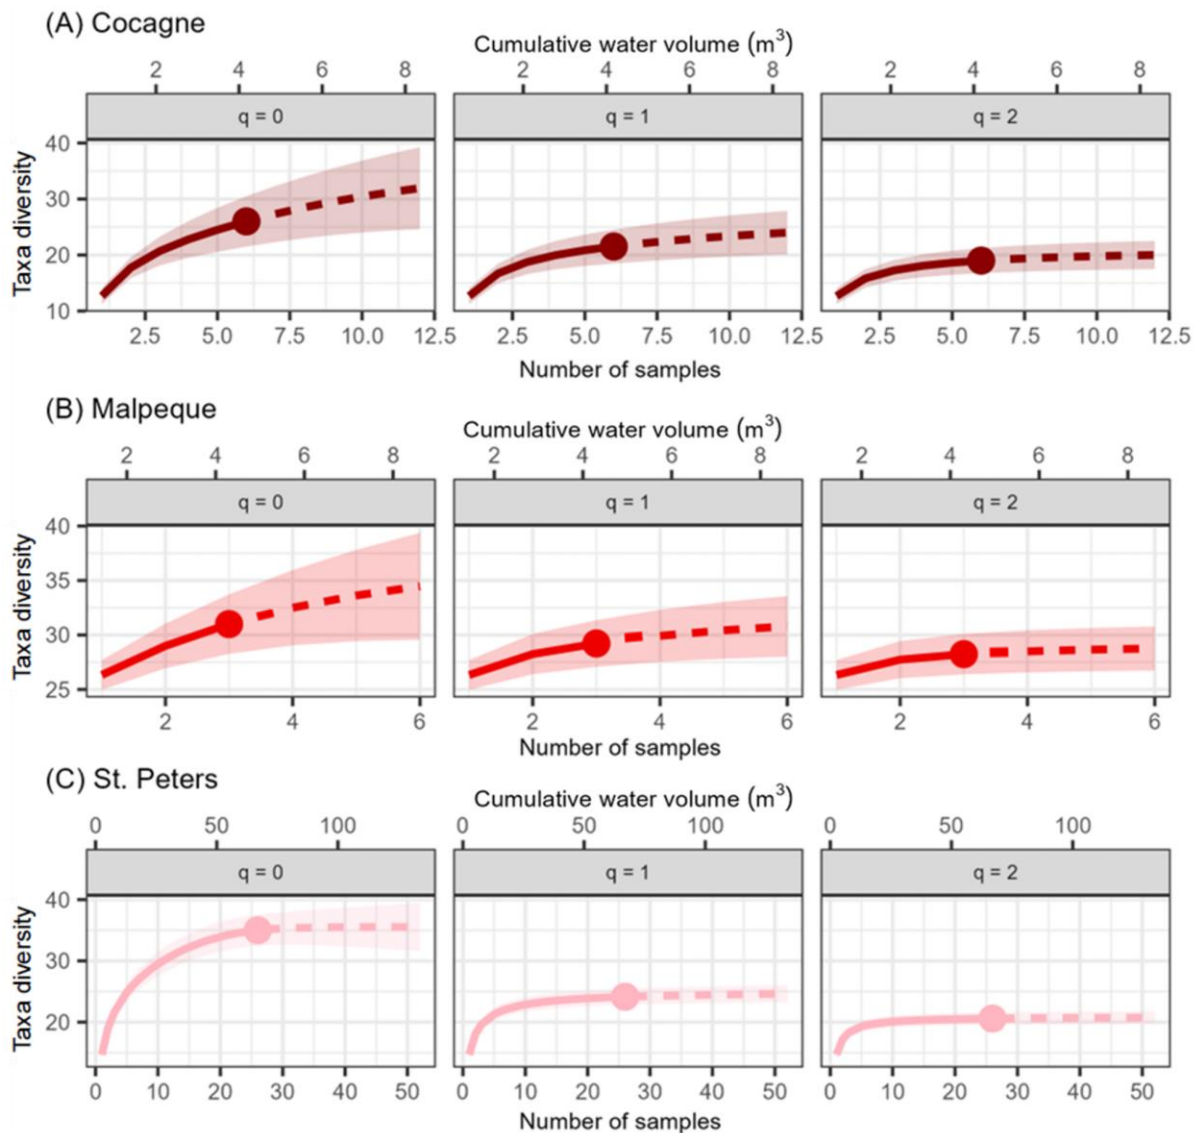 (A) Cocagne
Cumulative water volume (m³)
2 4 6 8 2 4 6 8 2 4 6 8
q = 0 q = 1 q = 2
Taxa diversity
40
30
20
10
2.5 5.0 7.5 10.0 12.5 2.5 5.0 7.5 10.0 12.5 2.5 5.0 7.5 10.0 12.5
Number of samples
(B) Malpeque
Cumulative water volume (m³)
2 4 6 8 2 4 6 8 2 4 6 8
q = 0 q = 1 q = 2
Taxa diversity
40
35
30
25
2 4 6 2 4 6 2 4 6
Number of samples
(C) St. Peters
Cumulative water volume (m³)
0 50 100 0 50 100 0 50 100
q = 0 q = 1 q = 2
Taxa diversity
40
30
20
0 10 20 30 40 50 0 10 20 30 40 50 0 10 20 30 40 50
Number of samples